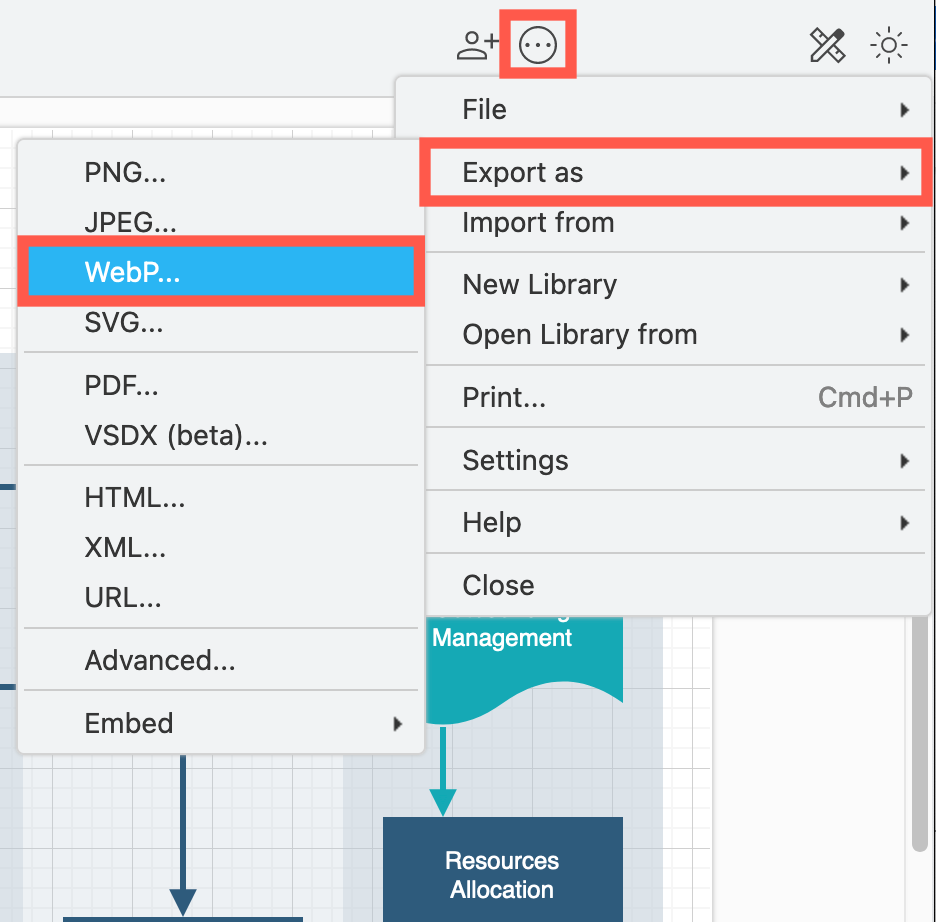 File
Export as
Import from
New Library
Open Library from
Print... Cmd+P
Settings
Help
Close
PNG...
JPEG...
WebP...
SVG...
PDF...
VSDX (beta)...
HTML...
XML...
URL...
Advanced...
Embed
Management
Resources
Allocation